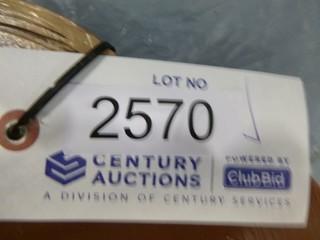 LOT NO
2570
CENTURY AUCTIONS
POWERED BY
ClubBid
A DIVISION OF CENTURY SERVICES